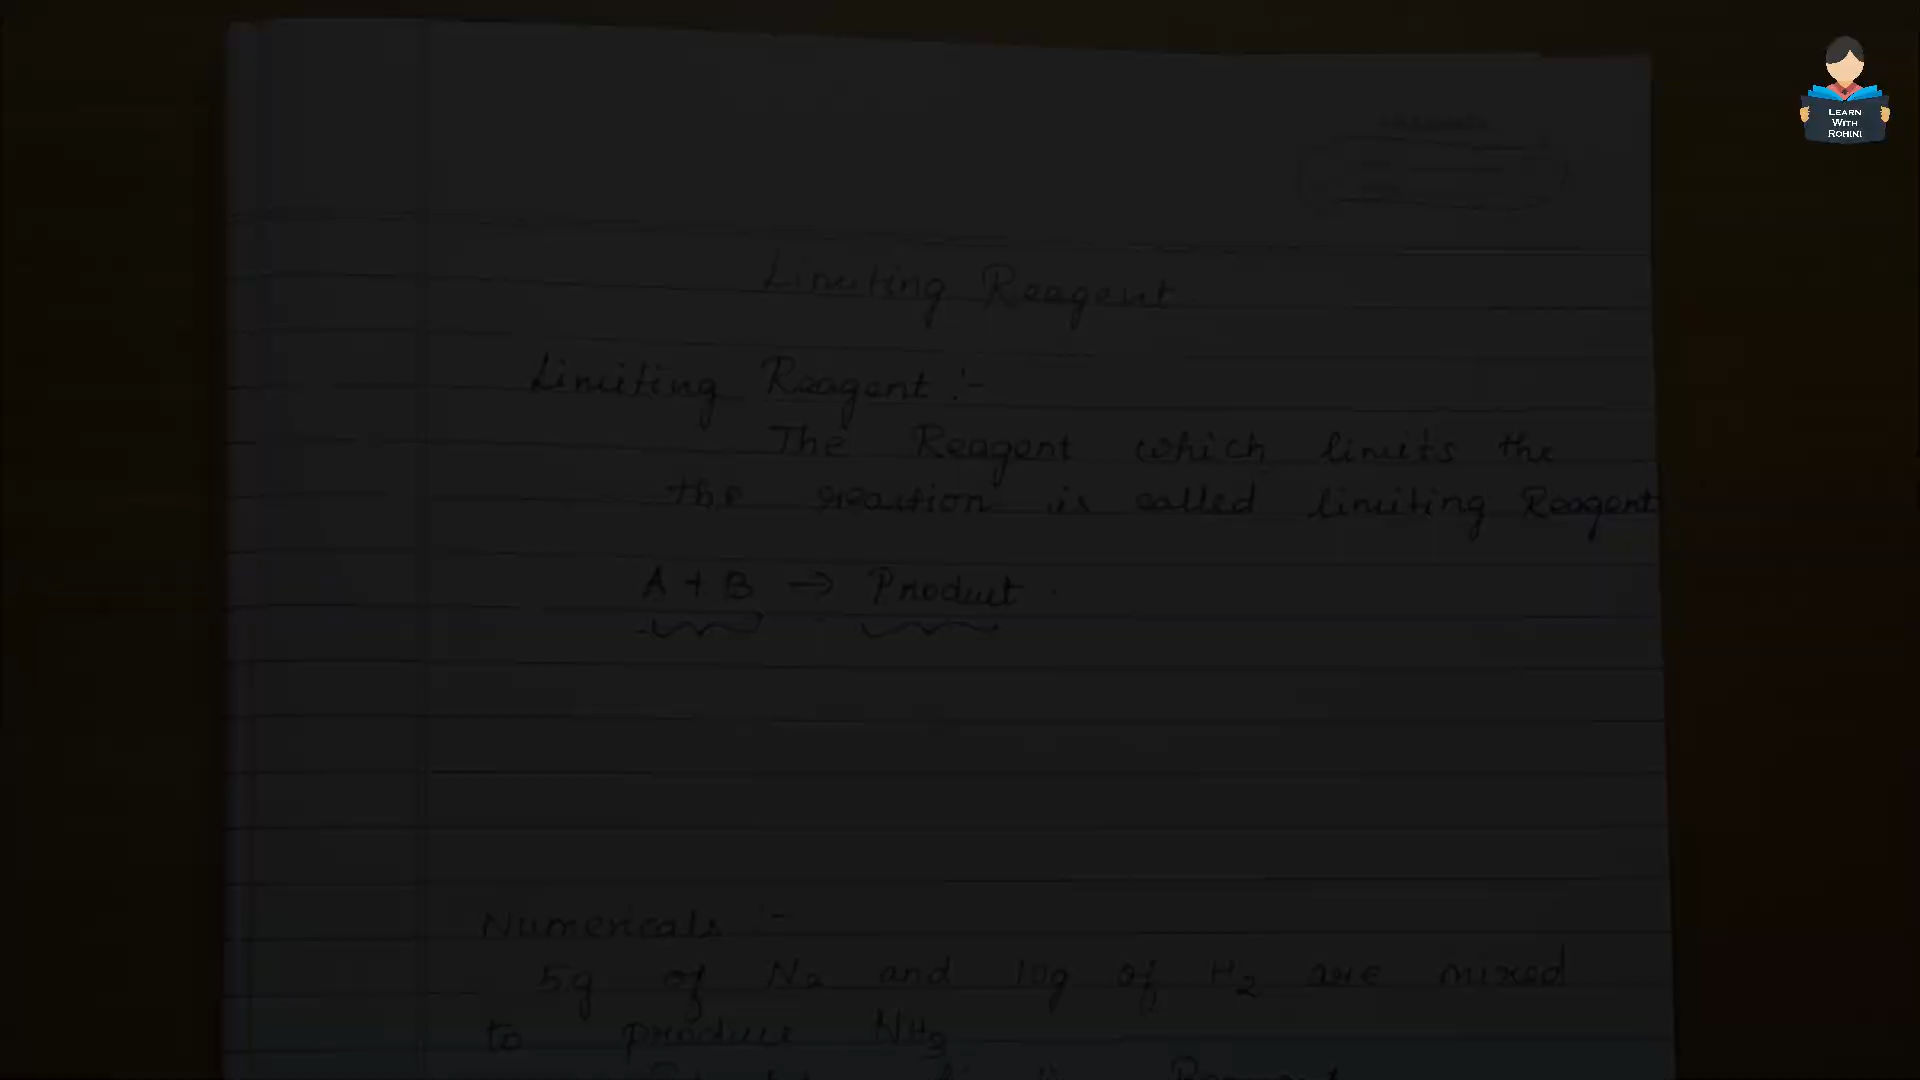 LEARN
WITH
ROHINI
Limiting Reagent
Limiting Reagent :-
The Reagent which limits the
the reaction is called limiting Reagent
A + B → Product
Numericals :-
5g of N2 and 10g of H2 are mixed
to produce NH3
Reagent